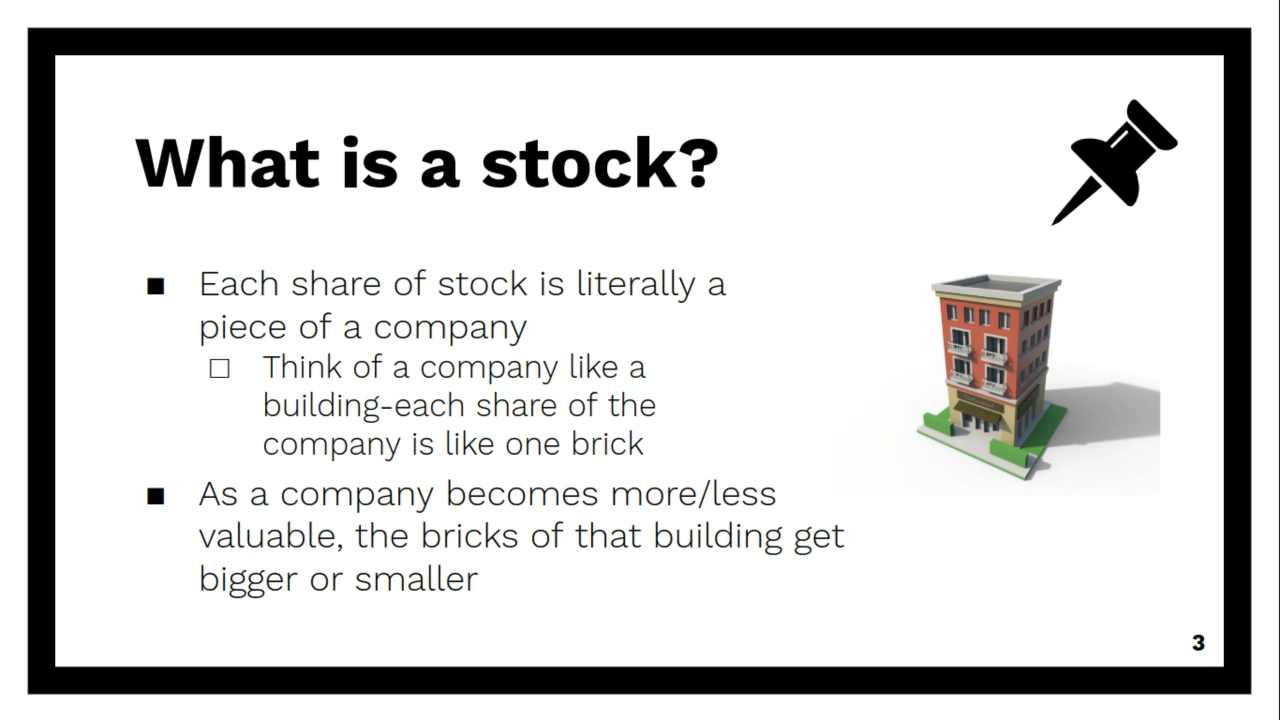 What is a stock?
■ Each share of stock is literally a
piece of a company
□ Think of a company like a
building-each share of the
company is like one brick
■ As a company becomes more/less
valuable, the bricks of that building get
bigger or smaller
3